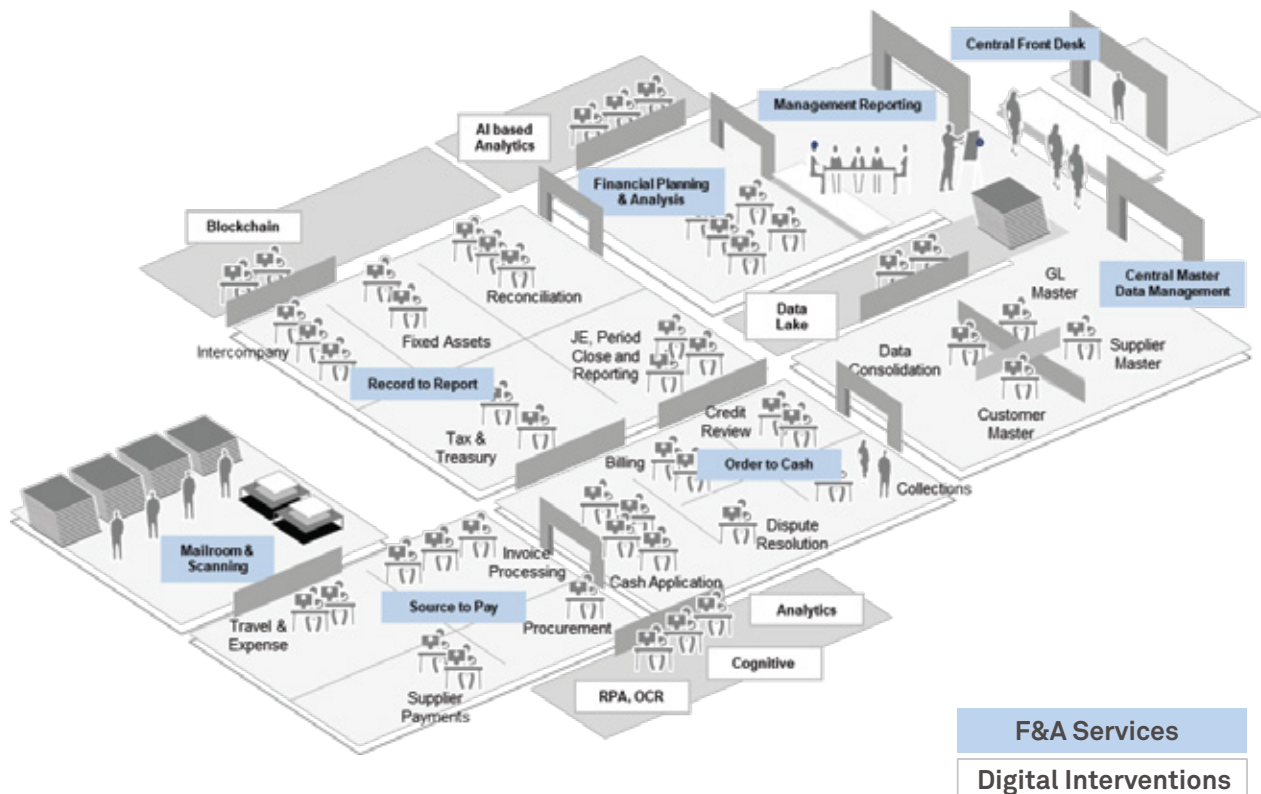 Central Front Desk
Management Reporting
AI based
Analytics
Financial Planning
& Analysis
Blockchain
Reconciliation
GL
Master
Central Master
Data Management
Data
Lake
Intercompany
Fixed Assets
JE, Period
Close and
Reporting
Data
Consolidation
Supplier
Master
Record to Report
Customer
Master
Credit
Review
Tax &
Treasury
Billing
Order to Cash
Collections
Dispute
Resolution
Mailroom &
Scanning
Invoice
Processing
Cash Application
Source to Pay
Analytics
Travel &
Expense
Procurement
Cognitive
Supplier
Payments
RPA, OCR
F&A Services
Digital Interventions